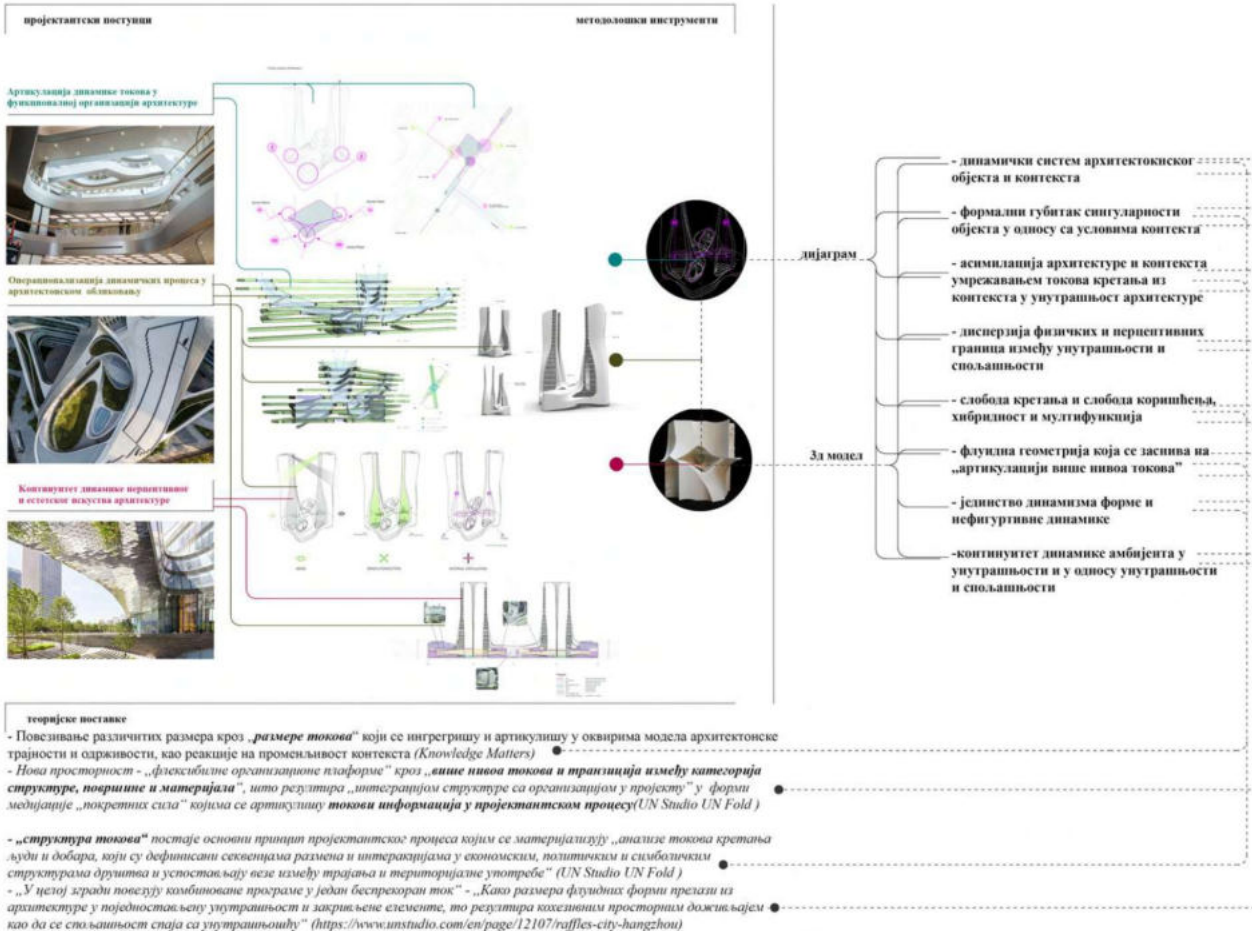 пројектантски поступци
методолошки инструменти
Артикулација динамике токова у
функционалној организацији архитектуре
Операционализација динамичких процеса у
архитектонском обликовању
Континуитет динамике перцептивног
и естетског искуства архитектуре
дијаграм
3д модел
- динамички систем архитектокнског
објекта и контекста
- формални губитак сингуларности
објекта у односу са условима контекста
- асимилација архитектуре и контекста
умрежавањем токова кретања из
контекста у унутрашњост архитектуре
- дисперзија физичких и перцептивних
граница између унутрашњости и
спољашњости
- слобода кретања и слобода коришћења,
хибридност и мултифункција
- флуидна геометрија која се заснива на
„артикулацији више нивоа токова”
- јединство динамизма форме и
нефигуртивне динамике
-континуитет динамике амбијента у
унутрашњости и у односу унутрашњости
и спољашњости
теоријске поставке
- Повезивање различитих размера кроз „размере токова“ који се ингрегришу и артикулишу у оквирима модела архитектонске
трајности и одрживости, као реакције на променљивост контекста (Knowledge Matters)
- Нова просторност - „флексибилне организационе плаформе“ кроз „више нивоа токова и транзиција између категорија
структуре, површине и материјала“, што резултира „интеграцијом структуре са организацијом у пројекту“ у форми
медијације „покретних сила“ којима се артикулишу токови информација у пројектантском процесу(UN Studio UN Fold )
- „структура токова“ постаје основни принцип пројектантског процеса којим се материјализују „анализе токова кретања
људи и добара, који су дефинисани секвенцама размена и интеракцијама у економским, политичким и симболичким
структурама друштва и успостављају везе између трајања и територијалне употребе“ (UN Studio UN Fold )
- „У целој згради повезују комбиноване програме у један беспрекоран ток“ - „Како размера флуидних форми прелази из
архитектуре у поједностављену унутрашњост и закривљене елементе, то резултира кохезивним просторним доживљајем
као да се спољашност спаја са унутрашњошћу“ (https://www.unstudio.com/en/page/12107/raffles-city-hangzhou)